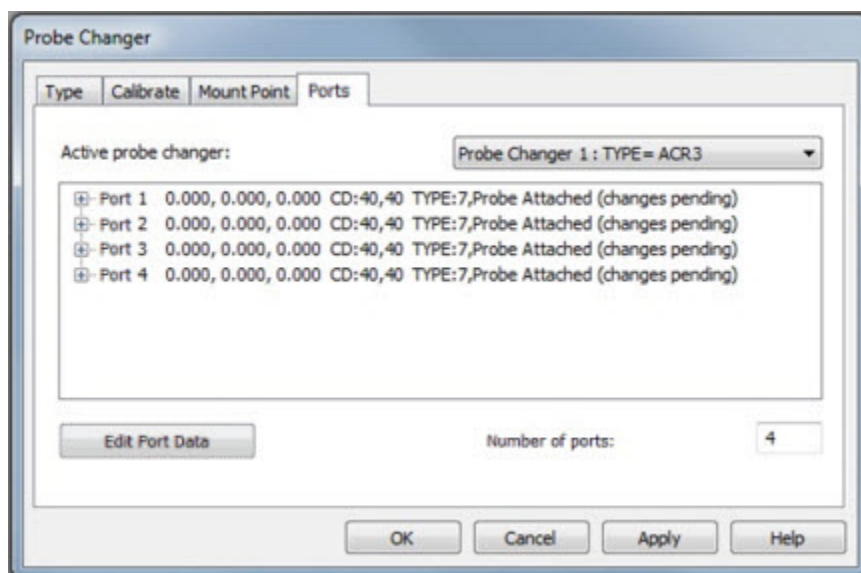 Probe Changer
Type Calibrate Mount Point Ports
Active probe changer: Probe Changer 1 : TYPE= ACR3
Port 1 0.000, 0.000, 0.000 CD:40,40 TYPE:7,Probe Attached (changes pending)
Port 2 0.000, 0.000, 0.000 CD:40,40 TYPE:7,Probe Attached (changes pending)
Port 3 0.000, 0.000, 0.000 CD:40,40 TYPE:7,Probe Attached (changes pending)
Port 4 0.000, 0.000, 0.000 CD:40,40 TYPE:7,Probe Attached (changes pending)
Edit Port Data Number of ports: 4
OK Cancel Apply Help